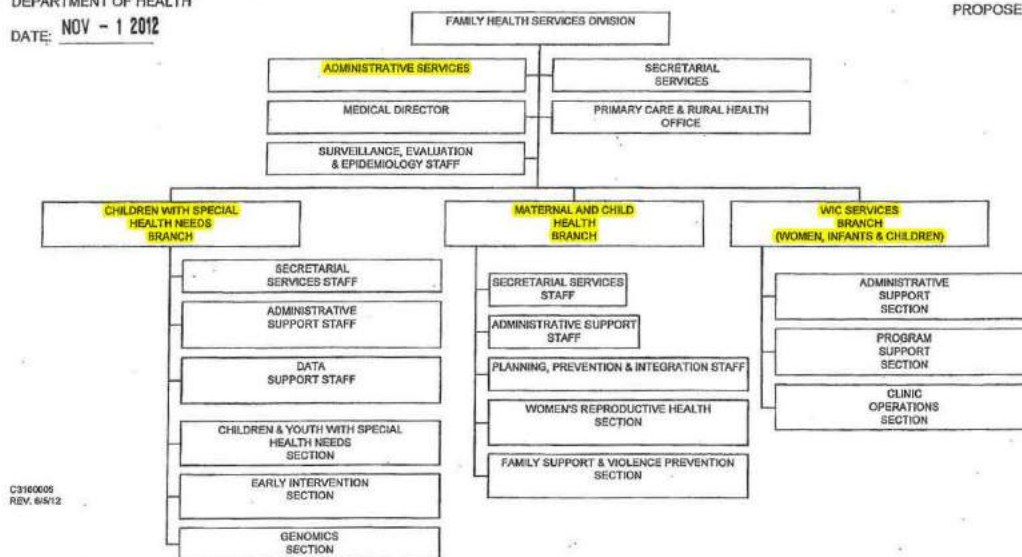 DEPARTMENT OF HEALTH
PROPOSE
DATE: NOV - 1 2012
FAMILY HEALTH SERVICES DIVISION
ADMINISTRATIVE SERVICES
SECRETARIAL
SERVICES
MEDICAL DIRECTOR
PRIMARY CARE & RURAL HEALTH
OFFICE
SURVEILLANCE, EVALUATION
& EPIDEMIOLOGY STAFF
CHILDREN WITH SPECIAL
HEALTH NEEDS
BRANCH
MATERNAL AND CHILD
HEALTH
BRANCH
WIC SERVICES
BRANCH
(WOMEN, INFANTS & CHILDREN)
SECRETARIAL
SERVICES STAFF
ADMINISTRATIVE
SUPPORT STAFF
DATA
SUPPORT STAFF
CHILDREN & YOUTH WITH SPECIAL
HEALTH NEEDS
SECTION
EARLY INTERVENTION
SECTION
GENOMICS
SECTION
SECRETARIAL SERVICES
STAFF
ADMINISTRATIVE SUPPORT
STAFF
PLANNING, PREVENTION & INTEGRATION STAFF
WOMEN'S REPRODUCTIVE HEALTH
SECTION
FAMILY SUPPORT & VIOLENCE PREVENTION
SECTION
ADMINISTRATIVE
SUPPORT
SECTION
PROGRAM
SUPPORT
SECTION
CLINIC
OPERATIONS
SECTION
C3160005
REV. 6/5/12